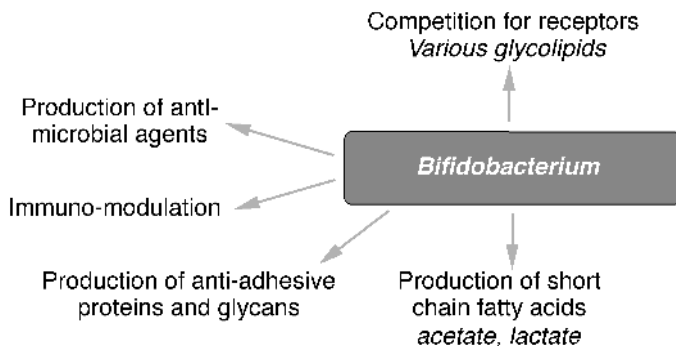 Competition for receptors
Various glycolipids
Production of anti-
microbial agents
Bifidobacterium
Immuno-modulation
Production of anti-adhesive
proteins and glycans
Production of short
chain fatty acids
acetate, lactate